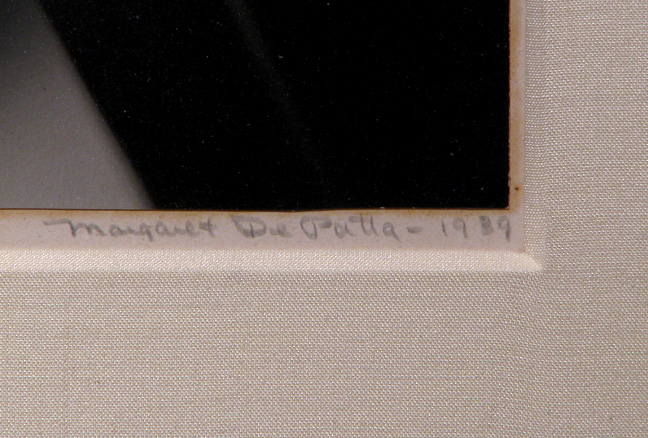 Margaret De Patta - 1939